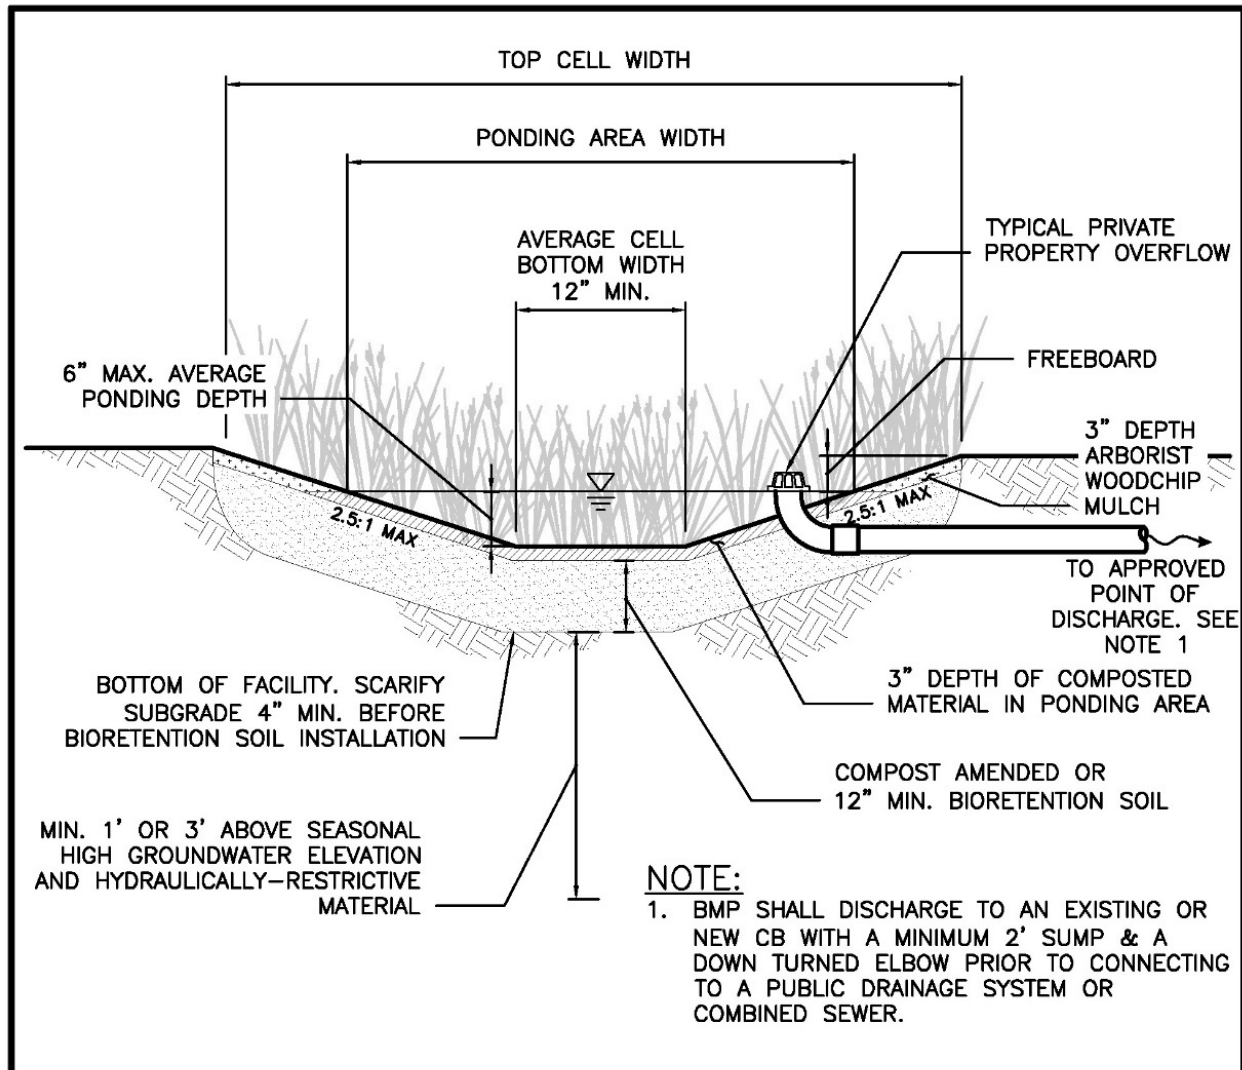 TOP CELL WIDTH
PONDING AREA WIDTH
AVERAGE CELL
BOTTOM WIDTH
12" MIN.
TYPICAL PRIVATE
PROPERTY OVERFLOW
6" MAX. AVERAGE
PONDING DEPTH
FREEBOARD
3" DEPTH
ARBORIST
WOODCHIP
MULCH
2.5:1 MAX
2.5:1 MAX
TO APPROVED
POINT OF
DISCHARGE. SEE
NOTE 1
BOTTOM OF FACILITY. SCARIFY
SUBGRADE 4" MIN. BEFORE
BIORETENTION SOIL INSTALLATION
3" DEPTH OF COMPOSTED
MATERIAL IN PONDING AREA
COMPOST AMENDED OR
12" MIN. BIORETENTION SOIL
MIN. 1' OR 3' ABOVE SEASONAL
HIGH GROUNDWATER ELEVATION
AND HYDRAULICALLY-RESTRICTIVE
MATERIAL
NOTE:
1. BMP SHALL DISCHARGE TO AN EXISTING OR
NEW CB WITH A MINIMUM 2' SUMP & A
DOWN TURNED ELBOW PRIOR TO CONNECTING
TO A PUBLIC DRAINAGE SYSTEM OR
COMBINED SEWER.